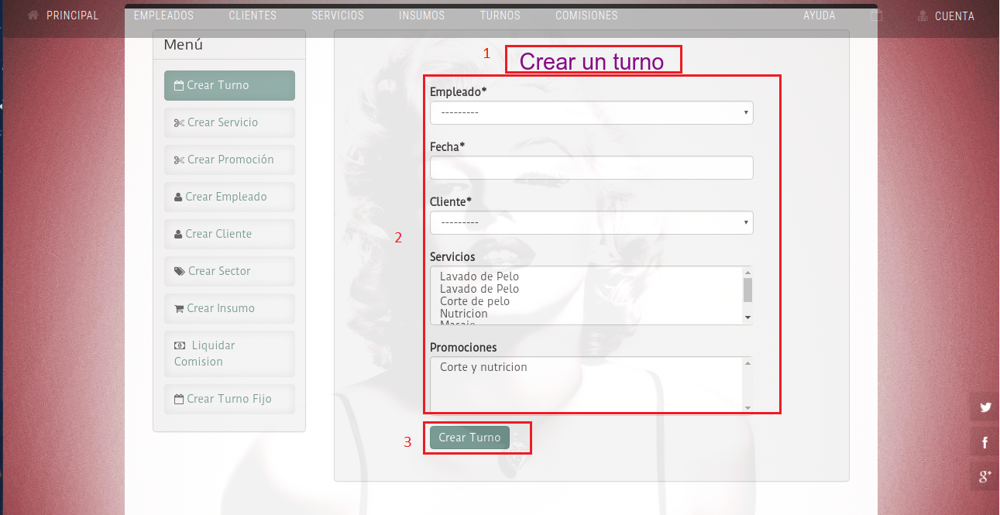 PRINCIPAL EMPLEADOS CLIENTES SERVICIOS INSUMOS TURNOS COMISIONES AYUDA CUENTA
Menú
Crear Turno
Crear Servicio
Crear Promoción
Crear Empleado
Crear Cliente
Crear Sector
Crear Insumo
Liquidar
Comision
Crear Turno Fijo
1 Crear un turno
Empleado*
---------
Fecha*
Cliente*
---------
2
Servicios
Lavado de Pelo
Lavado de Pelo
Corte de pelo
Nutricion
Masaje
Promociones
Corte y nutricion
3 Crear Turno